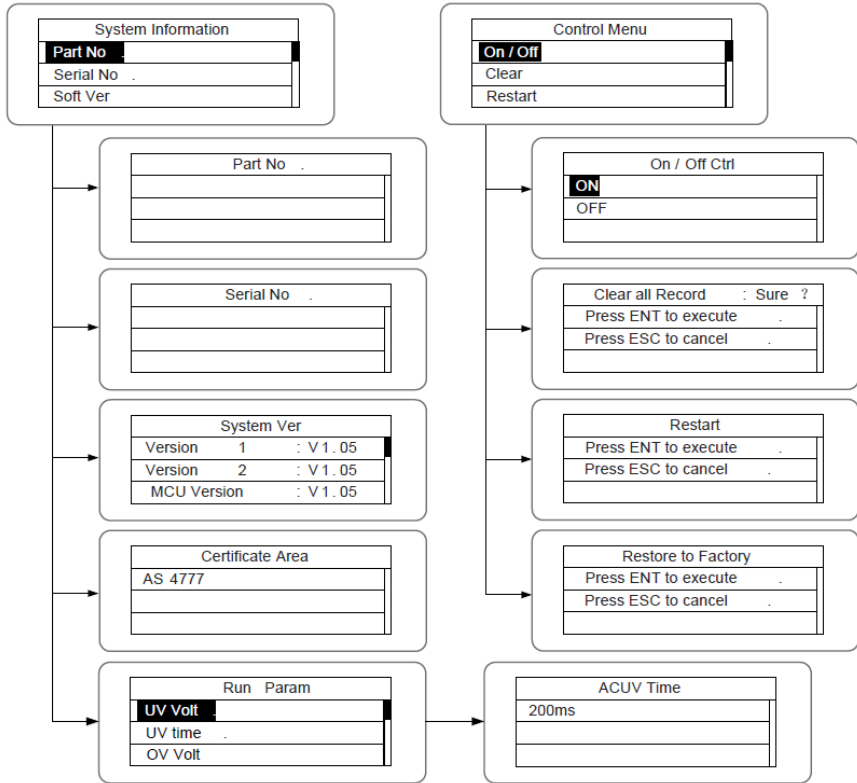 System Information
Part No .
Serial No .
Soft Ver
Control Menu
On / Off
Clear
Restart
Part No .
On / Off Ctrl
ON
OFF
Serial No .
Clear all Record : Sure ?
Press ENT to execute .
Press ESC to cancel .
System Ver
Version 1 : V1.05
Version 2 : V1.05
MCU Version : V1.05
Restart
Press ENT to execute .
Press ESC to cancel .
Certificate Area
AS 4777
Restore to Factory
Press ENT to execute .
Press ESC to cancel .
Run Param
UV Volt .
UV time .
OV Volt
ACUV Time
200ms